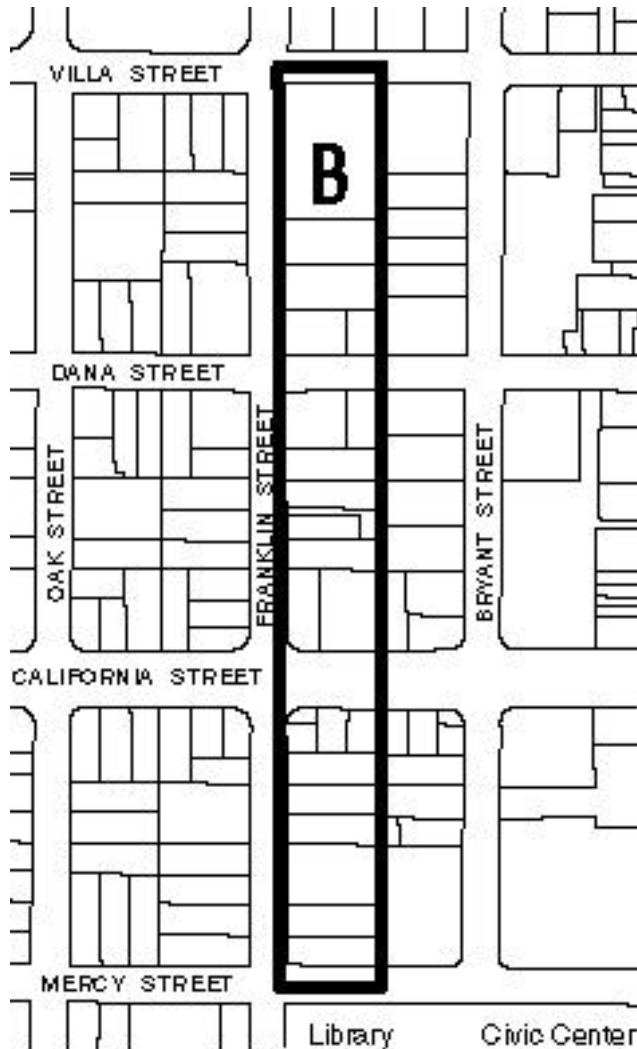 VILLA STREET
B
DANA STREET
OAK STREET
FRANKLIN STREET
BRYANT STREET
CALIFORNIA STREET
MERCY STREET
Library
Civic Center